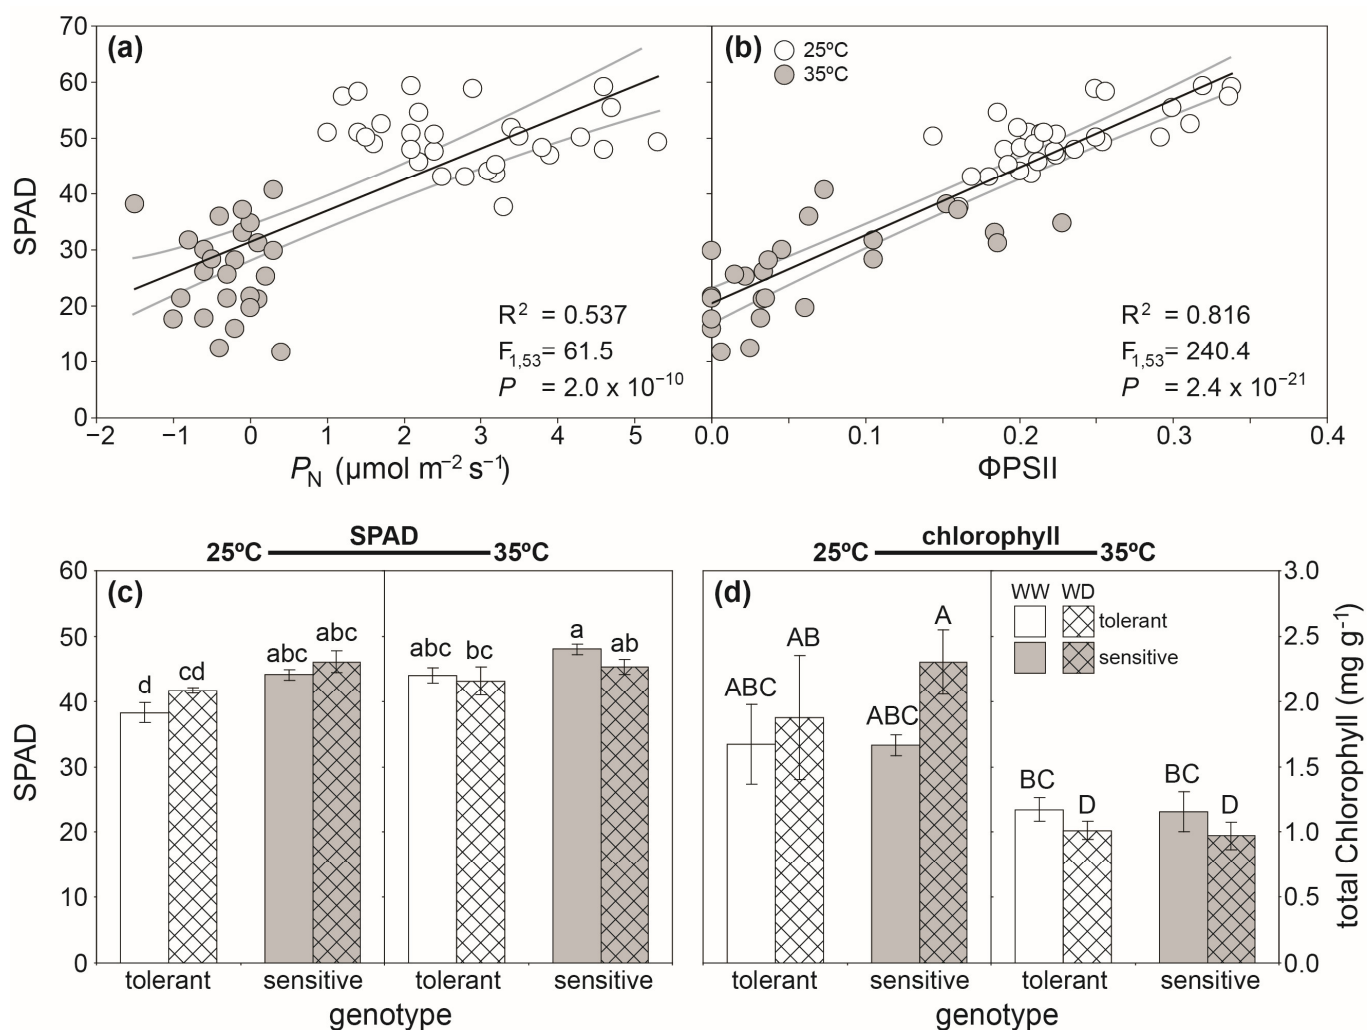 (a)
70
60
50
40
30
20
10
0
SPAD
R² = 0.537
F1,53= 61.5
P = 2.0 x 10⁻¹⁰
−2 −1 0 1 2 3 4 5
PN (μmol m⁻² s⁻¹)
(b)
25ºC
35ºC
R² = 0.816
F1,53= 240.4
P = 2.4 x 10⁻²¹
0.0 0.1 0.2 0.3 0.4
ΦPSII
SPAD
25ºC 35ºC
(c)
60
50
40
30
20
10
0
SPAD
d cd abc abc abc bc a ab
tolerant sensitive tolerant sensitive
genotype
chlorophyll
25ºC 35ºC
(d)
WW WD
tolerant
sensitive
ABC AB ABC A BC D BC D
3.0
2.5
2.0
1.5
1.0
0.5
0.0
total Chlorophyll (mg g⁻¹)
tolerant sensitive tolerant sensitive
genotype